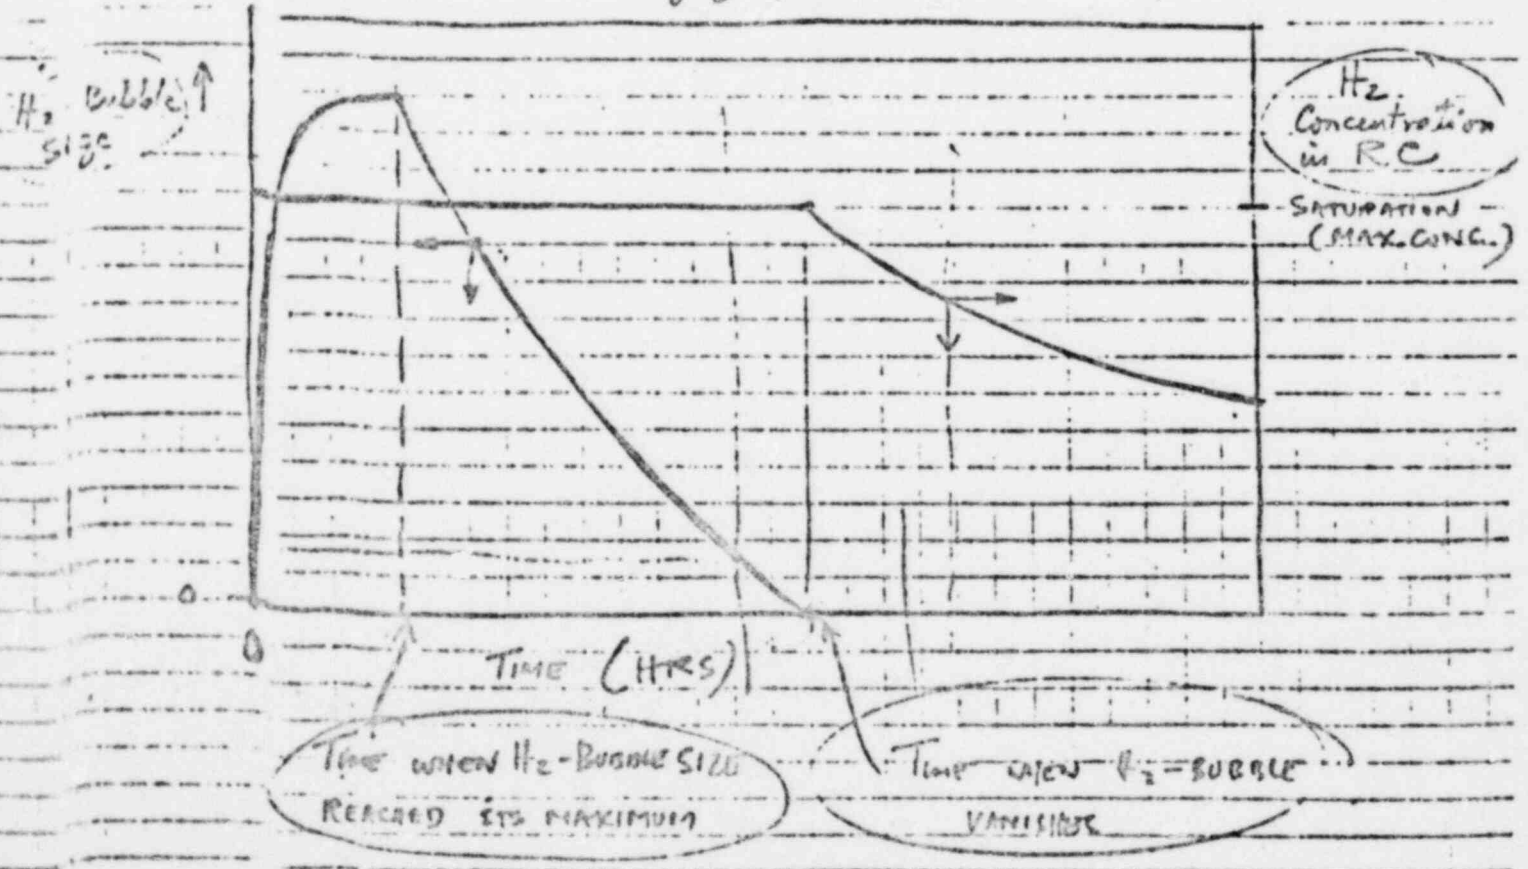 H₂ Bubble ↑
size
H₂
Concentration
in RC
SATURATION
(MAX. CONC.)
0
0
TIME (HRS)
TIME WHEN H₂-BUBBLE SIZE
REACHED ITS MAXIMUM
TIME WHEN H₂-BUBBLE
VANISHES